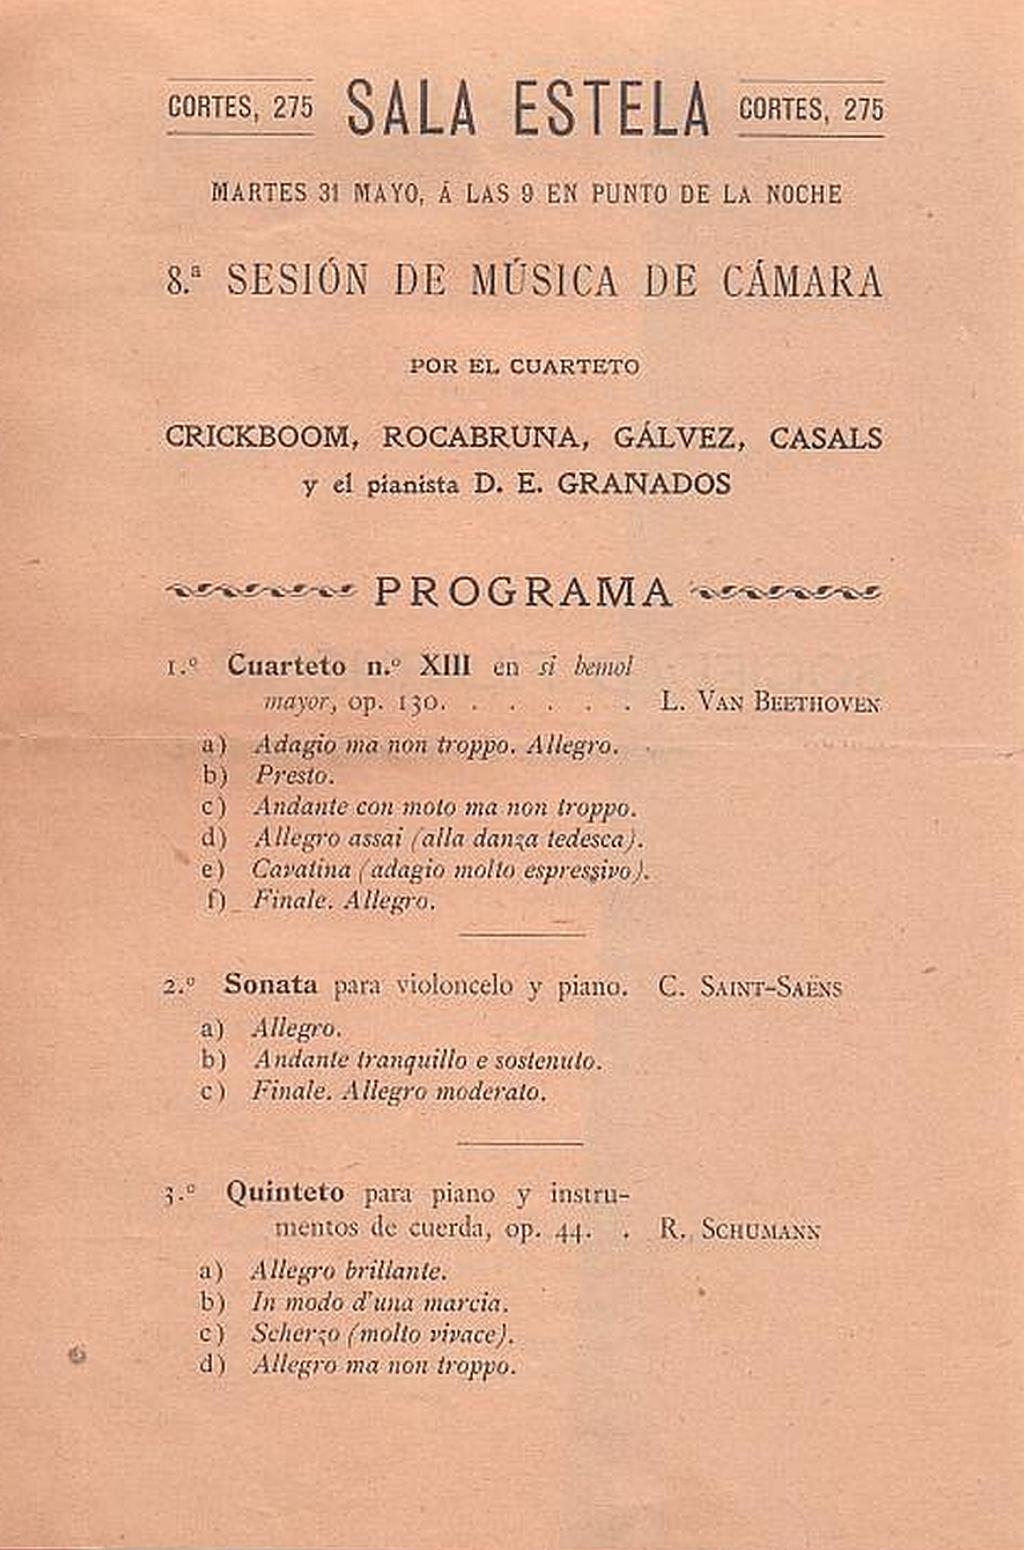 CORTES, 275 SALA ESTELA CORTES, 275
MARTES 31 MAYO, Á LAS 9 EN PUNTO DE LA NOCHE
8.ª SESIÓN DE MÚSICA DE CÁMARA
POR EL CUARTETO
CRICKBOOM, ROCABRUNA, GÁLVEZ, CASALS
y el pianista D. E. GRANADOS
PROGRAMA
1.º Cuarteto n.º XIII en si bemol
mayor, op. 130. . . . . . L. VAN BEETHOVEN
a) Adagio ma non troppo. Allegro.
b) Presto.
c) Andante con moto ma non troppo.
d) Allegro assai (alla danza tedesca).
e) Cavatina (adagio molto espressivo).
f) Finale. Allegro.
2.º Sonata para violoncelo y piano. C. SAINT-SAËNS
a) Allegro.
b) Andante tranquillo e sostenuto.
c) Finale. Allegro moderato.
3.º Quinteto para piano y instru-
mentos de cuerda, op. 44. . R. SCHUMANN
a) Allegro brillante.
b) In modo d'una marcia.
c) Scherzo (molto vivace).
d) Allegro ma non troppo.